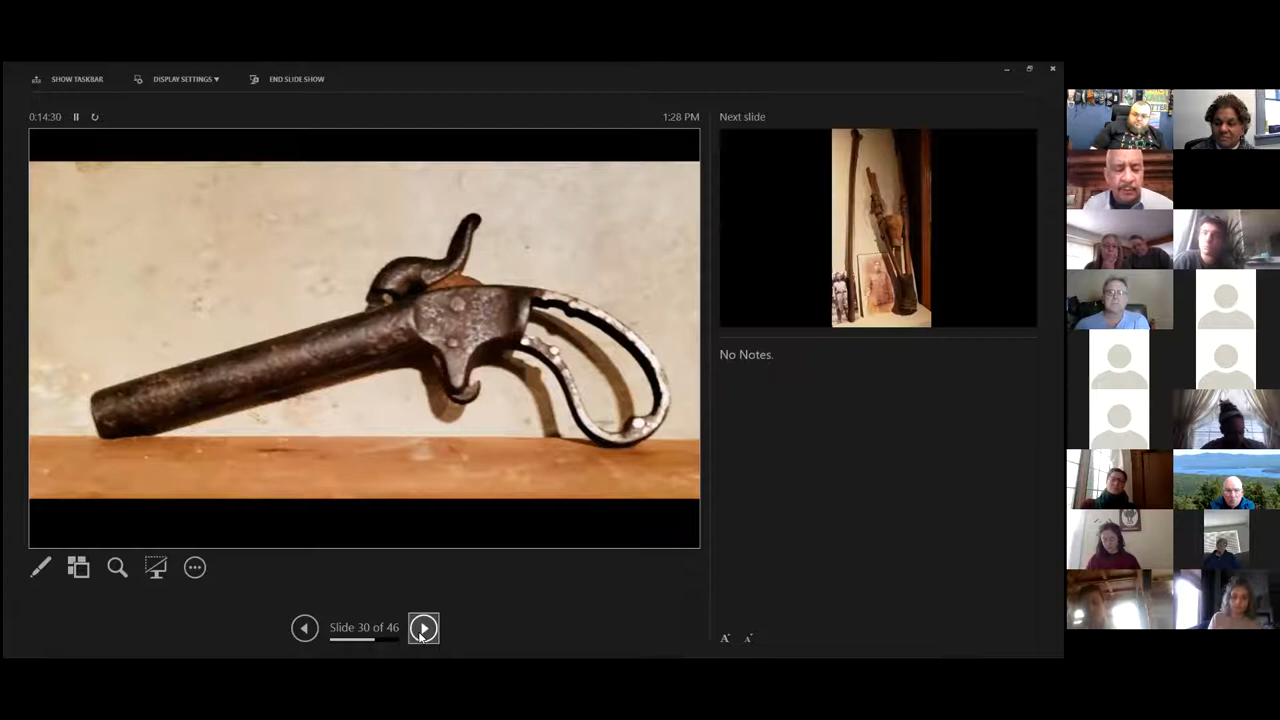 SHOW TASKBAR
DISPLAY SETTINGS ▼
END SLIDE SHOW
0:14:30
1:28 PM
Next slide
No Notes.
Slide 30 of 46
A A